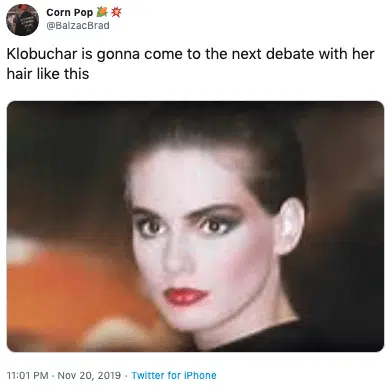 Corn Pop 🎉 💥
@BalzacBrad
Klobuchar is gonna come to the next debate with her
hair like this
11:01 PM · Nov 20, 2019 · Twitter for iPhone